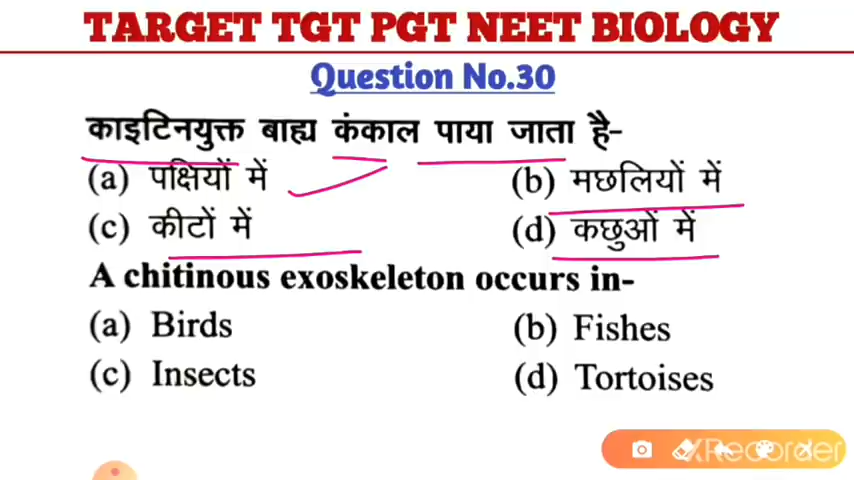 TARGET TGT PGT NEET BIOLOGY
Question No.30
काइटिनयुक्त बाह्य कंकाल पाया जाता है-
(a) पक्षियों में (b) मछलियों में
(c) कीटों में (d) कछुओं में
A chitinous exoskeleton occurs in-
(a) Birds (b) Fishes
(c) Insects (d) Tortoises
XRecorder